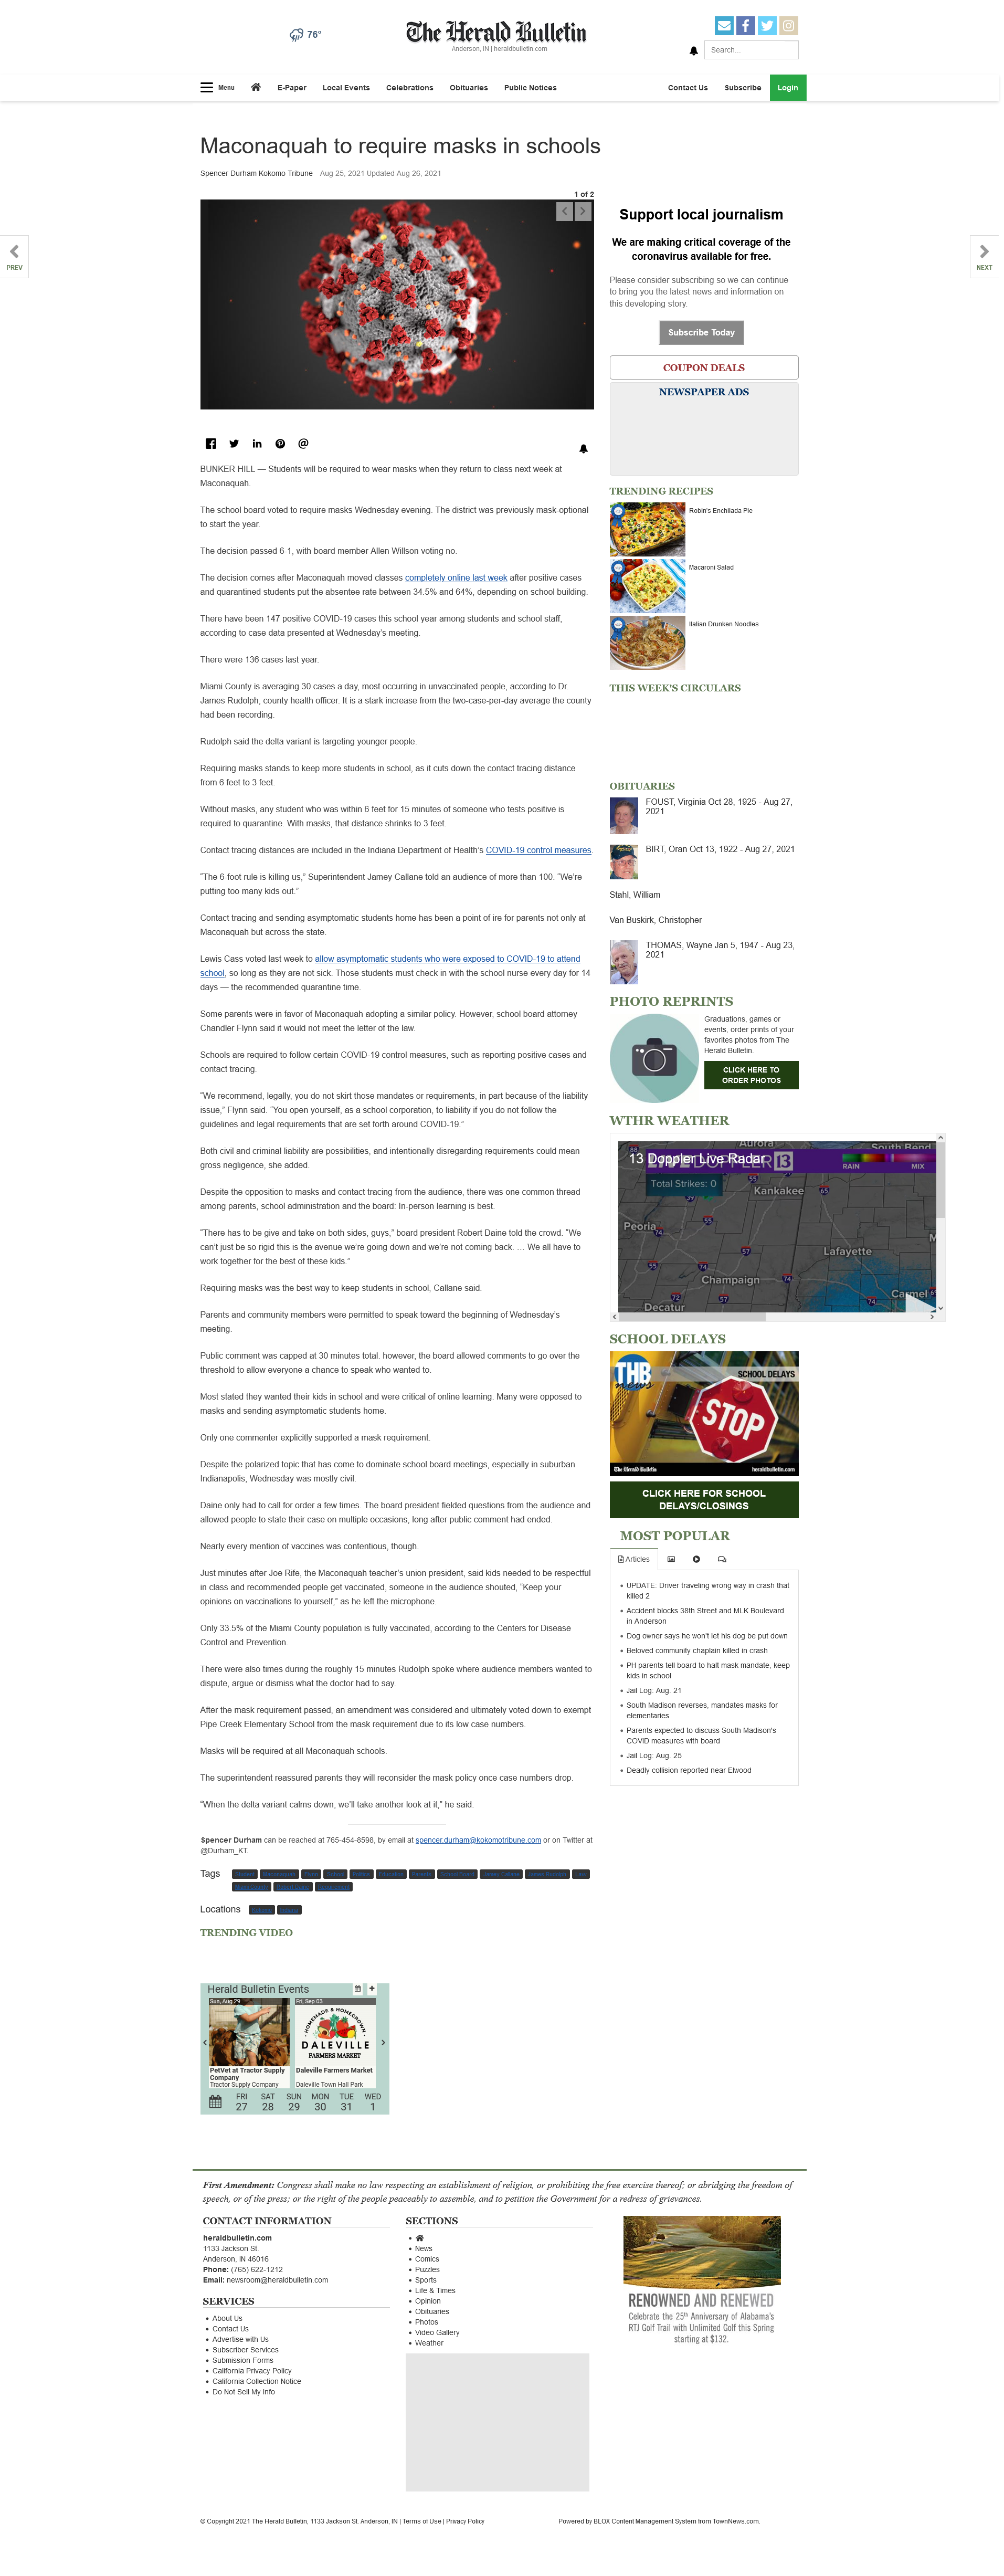 76°
The Herald Bulletin
Anderson, IN | heraldbulletin.com
Search...
Menu
E-Paper
Local Events
Celebrations
Obituaries
Public Notices
Contact Us
Subscribe
Login
Maconaquah to require masks in schools
Spencer Durham Kokomo Tribune Aug 25, 2021 Updated Aug 26, 2021
1 of 2
PREV
NEXT
BUNKER HILL — Students will be required to wear masks when they return to class next week at
Maconaquah.
The school board voted to require masks Wednesday evening. The district was previously mask-optional
to start the year.
The decision passed 6-1, with board member Allen Willson voting no.
The decision comes after Maconaquah moved classes completely online last week after positive cases
and quarantined students put the absentee rate between 34.5% and 64%, depending on school building.
There have been 147 positive COVID-19 cases this school year among students and school staff,
according to case data presented at Wednesday's meeting.
There were 136 cases last year.
Miami County is averaging 30 cases a day, most occurring in unvaccinated people, according to Dr.
James Rudolph, county health officer. It is a stark increase from the two-case-per-day average the county
had been recording.
Rudolph said the delta variant is targeting younger people.
Requiring masks stands to keep more students in school, as it cuts down the contact tracing distance
from 6 feet to 3 feet.
Without masks, any student who was within 6 feet for 15 minutes of someone who tests positive is
required to quarantine. With masks, that distance shrinks to 3 feet.
Contact tracing distances are included in the Indiana Department of Health's COVID-19 control measures.
"The 6-foot rule is killing us," Superintendent Jamey Callane told an audience of more than 100. "We're
putting too many kids out."
Contact tracing and sending asymptomatic students home has been a point of ire for parents not only at
Maconaquah but across the state.
Lewis Cass voted last week to allow asymptomatic students who were exposed to COVID-19 to attend
school, so long as they are not sick. Those students must check in with the school nurse every day for 14
days — the recommended quarantine time.
Some parents were in favor of Maconaquah adopting a similar policy. However, school board attorney
Chandler Flynn said it would not meet the letter of the law.
Schools are required to follow certain COVID-19 control measures, such as reporting positive cases and
contact tracing.
"We recommend, legally, you do not skirt those mandates or requirements, in part because of the liability
issue," Flynn said. "You open yourself, as a school corporation, to liability if you do not follow the
guidelines and legal requirements that are set forth around COVID-19."
Both civil and criminal liability are possibilities, and intentionally disregarding requirements could mean
gross negligence, she added.
Despite the opposition to masks and contact tracing from the audience, there was one common thread
among parents, school administration and the board: In-person learning is best.
"There has to be give and take on both sides, guys," board president Robert Daine told the crowd. "We
can't just be so rigid this is the avenue we're going down and we're not coming back. … We all have to
work together for the best of these kids."
Requiring masks was the best way to keep students in school, Callane said.
Parents and community members were permitted to speak toward the beginning of Wednesday's
meeting.
Public comment was capped at 30 minutes total. however, the board allowed comments to go over the
threshold to allow everyone a chance to speak who wanted to.
Most stated they wanted their kids in school and were critical of online learning. Many were opposed to
masks and sending asymptomatic students home.
Only one commenter explicitly supported a mask requirement.
Despite the polarized topic that has come to dominate school board meetings, especially in suburban
Indianapolis, Wednesday was mostly civil.
Daine only had to call for order a few times. The board president fielded questions from the audience and
allowed people to state their case on multiple occasions, long after public comment had ended.
Nearly every mention of vaccines was contentious, though.
Just minutes after Joe Rife, the Maconaquah teacher's union president, said kids needed to be respectful
in class and recommended people get vaccinated, someone in the audience shouted, "Keep your
opinions on vaccinations to yourself," as he left the microphone.
Only 33.5% of the Miami County population is fully vaccinated, according to the Centers for Disease
Control and Prevention.
There were also times during the roughly 15 minutes Rudolph spoke where audience members wanted to
dispute, argue or dismiss what the doctor had to say.
After the mask requirement passed, an amendment was considered and ultimately voted down to exempt
Pipe Creek Elementary School from the mask requirement due to its low case numbers.
Masks will be required at all Maconaquah schools.
The superintendent reassured parents they will reconsider the mask policy once case numbers drop.
"When the delta variant calms down, we'll take another look at it," he said.
Spencer Durham can be reached at 765-454-8598, by email at spencer.durham@kokomotribune.com or on Twitter at
@Durham_KT.
Tags
Locations
TRENDING VIDEO
Herald Bulletin Events
Sun, Aug 29
Fri, Sep 03
HOMEMADE & HOMEGROWN
DALEVILLE
FARMERS MARKET
PetVet at Tractor Supply
Company
Tractor Supply Company
Daleville Farmers Market
Daleville Town Hall Park
FRI SAT SUN MON TUE WED
27 28 29 30 31 1
Support local journalism
We are making critical coverage of the
coronavirus available for free.
Please consider subscribing so we can continue
to bring you the latest news and information on
this developing story.
Subscribe Today
COUPON DEALS
NEWSPAPER ADS
TRENDING RECIPES
Robin's Enchilada Pie
Macaroni Salad
Italian Drunken Noodles
THIS WEEK'S CIRCULARS
OBITUARIES
FOUST, Virginia Oct 28, 1925 - Aug 27,
2021
BIRT, Oran Oct 13, 1922 - Aug 27, 2021
Stahl, William
Van Buskirk, Christopher
THOMAS, Wayne Jan 5, 1947 - Aug 23,
2021
PHOTO REPRINTS
Graduations, games or
events, order prints of your
favorites photos from The
Herald Bulletin.
CLICK HERE TO
ORDER PHOTOS
WTHR WEATHER
13 Doppler Live Radar
LIVE DOPPLER 13
RAIN MIX
Total Strikes: 0
Aurora
South Bend
Kankakee
Peoria
Lafayette
Champaign
Carmel
Decatur
SCHOOL DELAYS
THB
news
SCHOOL DELAYS
STOP
The Herald Bulletin
heraldbulletin.com
CLICK HERE FOR SCHOOL
DELAYS/CLOSINGS
MOST POPULAR
Articles
UPDATE: Driver traveling wrong way in crash that
killed 2
Accident blocks 38th Street and MLK Boulevard
in Anderson
Dog owner says he won't let his dog be put down
Beloved community chaplain killed in crash
PH parents tell board to halt mask mandate, keep
kids in school
Jail Log: Aug. 21
South Madison reverses, mandates masks for
elementaries
Parents expected to discuss South Madison's
COVID measures with board
Jail Log: Aug. 25
Deadly collision reported near Elwood
First Amendment: Congress shall make no law respecting an establishment of religion, or prohibiting the free exercise thereof; or abridging the freedom of
speech, or of the press; or the right of the people peaceably to assemble, and to petition the Government for a redress of grievances.
CONTACT INFORMATION
heraldbulletin.com
1133 Jackson St.
Anderson, IN 46016
Phone: (765) 622-1212
Email: newsroom@heraldbulletin.com
SERVICES
About Us
Contact Us
Advertise with Us
Subscriber Services
Submission Forms
California Privacy Policy
California Collection Notice
Do Not Sell My Info
SECTIONS
News
Comics
Puzzles
Sports
Life & Times
Opinion
Obituaries
Photos
Video Gallery
Weather
RENOWNED AND RENEWED
Celebrate the 25th Anniversary of Alabama's
RTJ Golf Trail with Unlimited Golf this Spring
starting at $132.
© Copyright 2021 The Herald Bulletin, 1133 Jackson St. Anderson, IN | Terms of Use | Privacy Policy
Powered by BLOX Content Management System from TownNews.com.